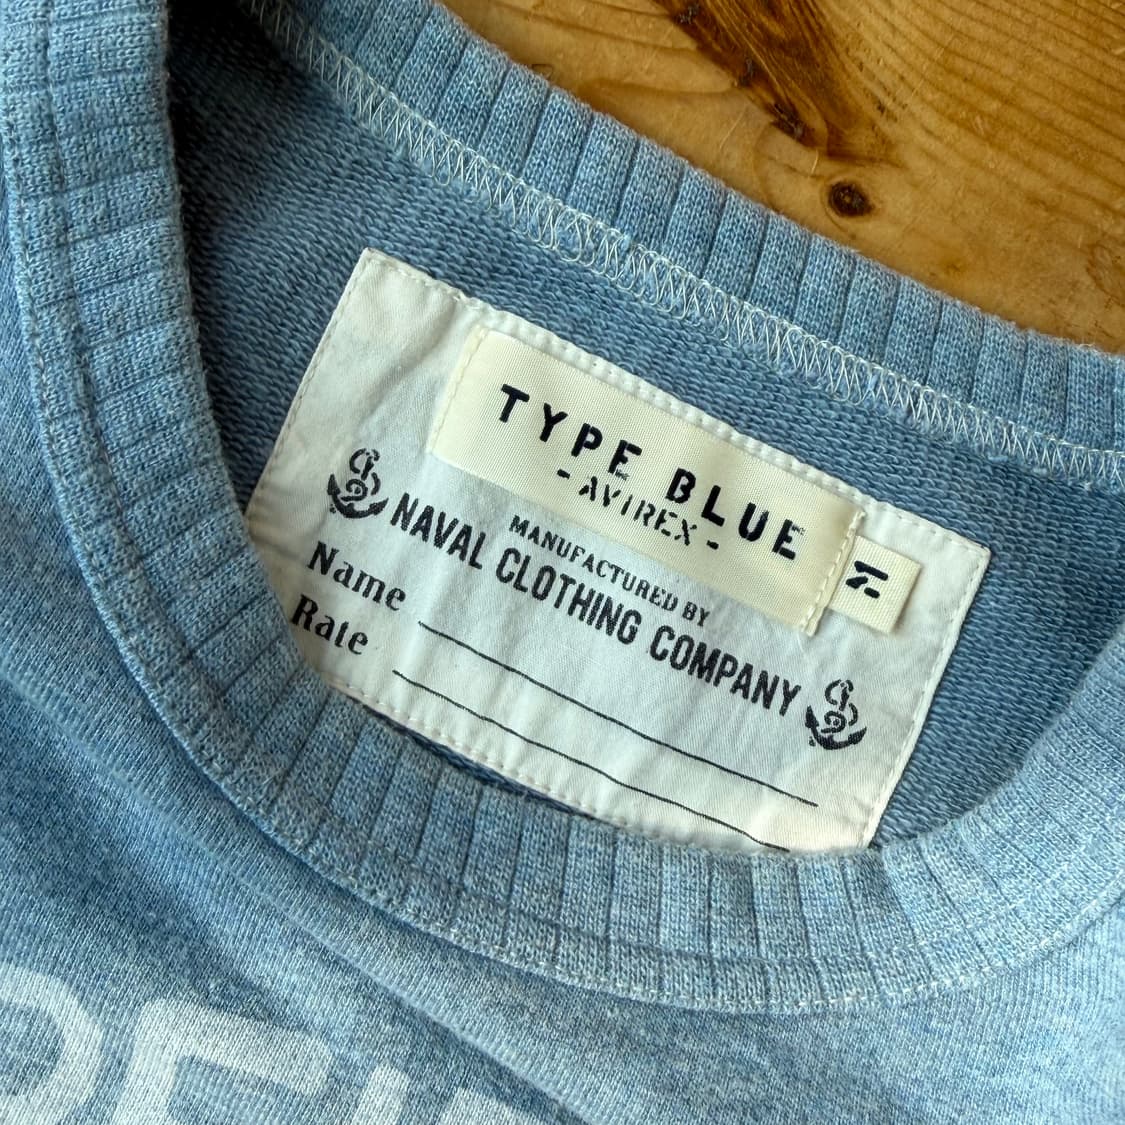 TYPE BLUE
- AVIREX -
MANUFACTURED BY
NAVAL CLOTHING COMPANY
Name
Rate